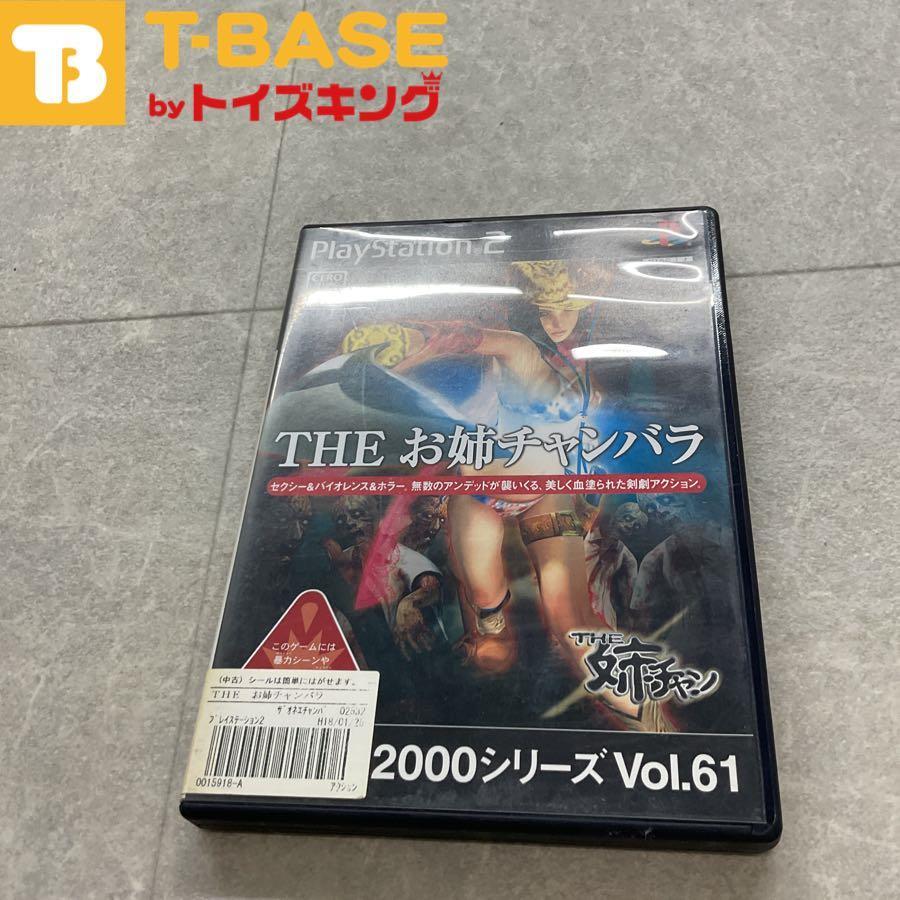 TB T-BASE
by トイズキング
PlayStation 2
CERO
THE お姉チャンバラ
セクシー&バイオレンス&ホラー。無数のアンデッドが襲いくる、美しく血塗られた剣劇アクション。
このゲームには
暴力シーンや
THE
姉チャン
(中古) シールは簡単にはがせます。
THE お姉チャンバラ
ザオネエチャンバ
プレイステーション2 H18/01/26
0015918-A アクション
2000シリーズ Vol.61